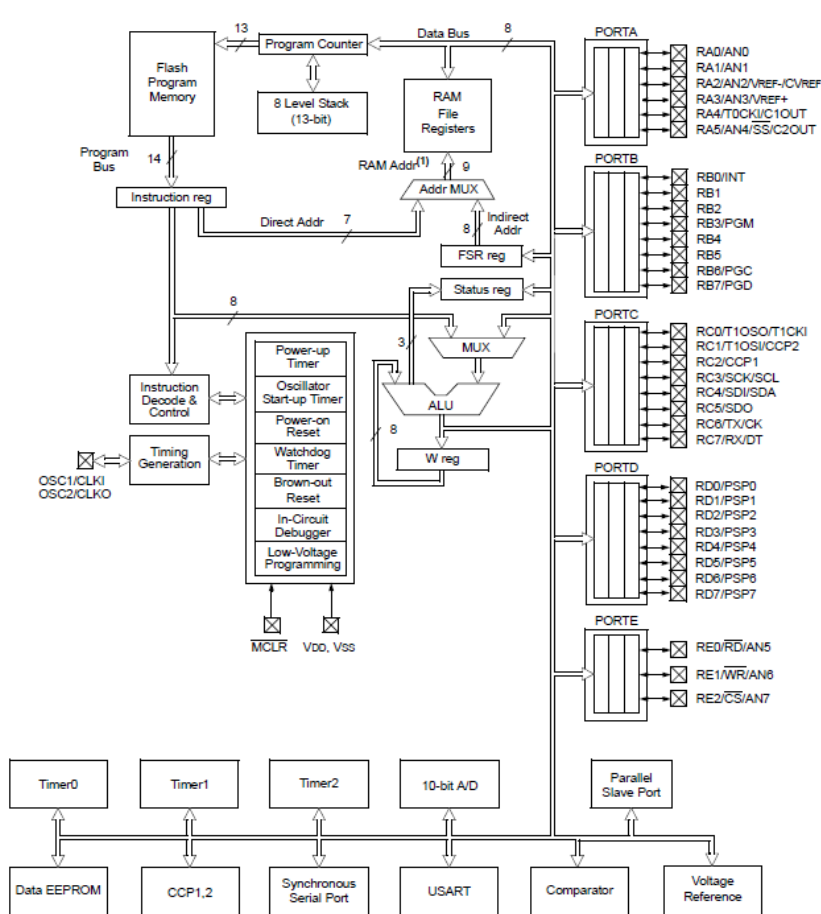 13
Program Counter
Data Bus
8
PORTA
Flash
Program
Memory
8 Level Stack
(13-bit)
RAM
File
Registers
RA0/AN0
RA1/AN1
RA2/AN2/VREF-/CVREF
RA3/AN3/VREF+
RA4/T0CKI/C1OUT
RA5/AN4/SS/C2OUT
Program
Bus
14
RAM Addr(1)
9
PORTB
Instruction reg
Addr MUX
RB0/INT
RB1
RB2
RB3/PGM
RB4
RB5
RB6/PGC
RB7/PGD
Direct Addr
7
8
Indirect
Addr
FSR reg
Status reg
8
3
MUX
PORTC
RC0/T1OSO/T1CKI
RC1/T1OSI/CCP2
RC2/CCP1
RC3/SCK/SCL
RC4/SDI/SDA
RC5/SDO
RC6/TX/CK
RC7/RX/DT
Power-up
Timer
Instruction
Decode &
Control
Oscillator
Start-up Timer
ALU
Power-on
Reset
8
Timing
Generation
Watchdog
Timer
W reg
OSC1/CLKI
OSC2/CLKO
Brown-out
Reset
In-Circuit
Debugger
Low-Voltage
Programming
PORTD
RD0/PSP0
RD1/PSP1
RD2/PSP2
RD3/PSP3
RD4/PSP4
RD5/PSP5
RD6/PSP6
RD7/PSP7
MCLR
VDD, VSS
PORTE
RE0/RD/AN5
RE1/WR/AN6
RE2/CS/AN7
Timer0
Timer1
Timer2
10-bit A/D
Parallel
Slave Port
Data EEPROM
CCP1,2
Synchronous
Serial Port
USART
Comparator
Voltage
Reference